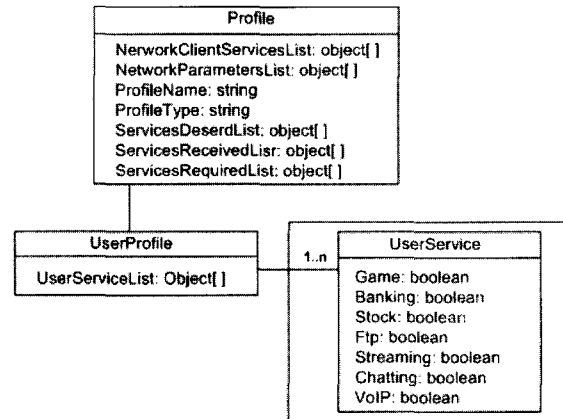 Profile
NerworkClientServicesList: object[ ]
NetworkParametersList: object[ ]
ProfileName: string
ProfileType: string
ServicesDeserdList: object[ ]
ServicesReceivedLisr: object[ ]
ServicesRequiredList: object[ ]
UserProfile
UserServiceList: Object[ ]
1..n
UserService
Game: boolean
Banking: boolean
Stock: boolean
Ftp: boolean
Streaming: boolean
Chatting: boolean
VoIP: boolean